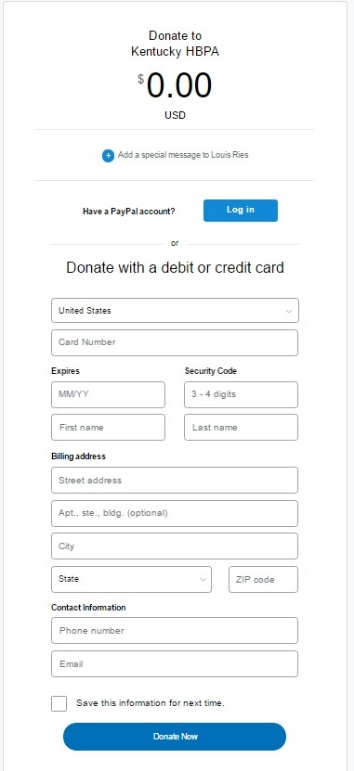 Donate to
Kentucky HBPA
$0.00
USD
+ Add a special message to Louis Ries
Have a PayPal account? Log in
or
Donate with a debit or credit card
United States
Card Number
Expires Security Code
MM/YY 3 - 4 digits
First name Last name
Billing address
Street address
Apt., ste., bldg. (optional)
City
State ZIP code
Contact Information
Phone number
Email
Save this information for next time.
Donate Now